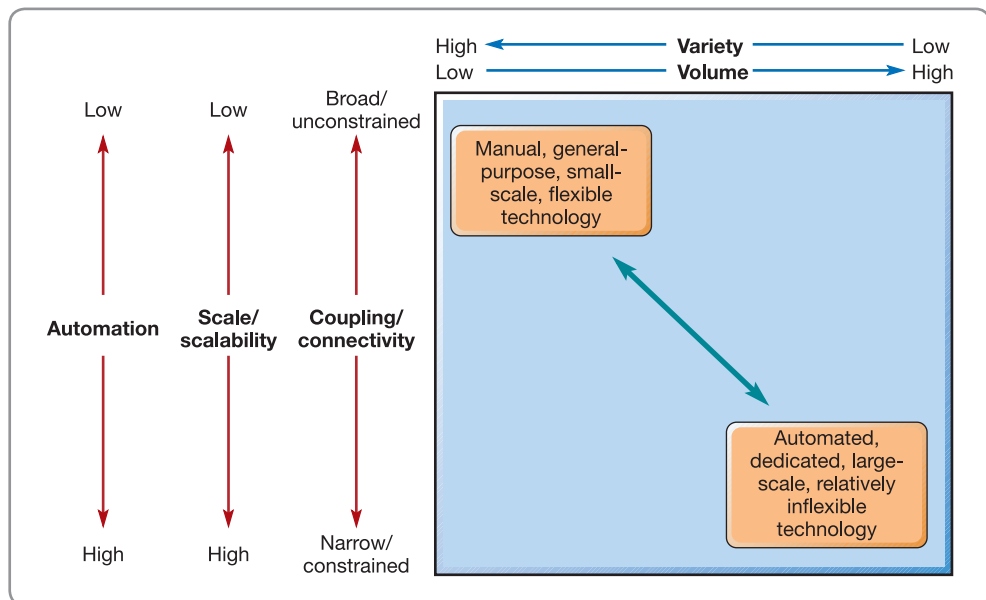 High Variety Low
Low Volume High
Low Low Broad/
unconstrained
Manual, general-
purpose, small-
scale, flexible
technology
Automation Scale/
scalability Coupling/
connectivity
Automated,
dedicated, large-
scale, relatively
inflexible
technology
High High Narrow/
constrained